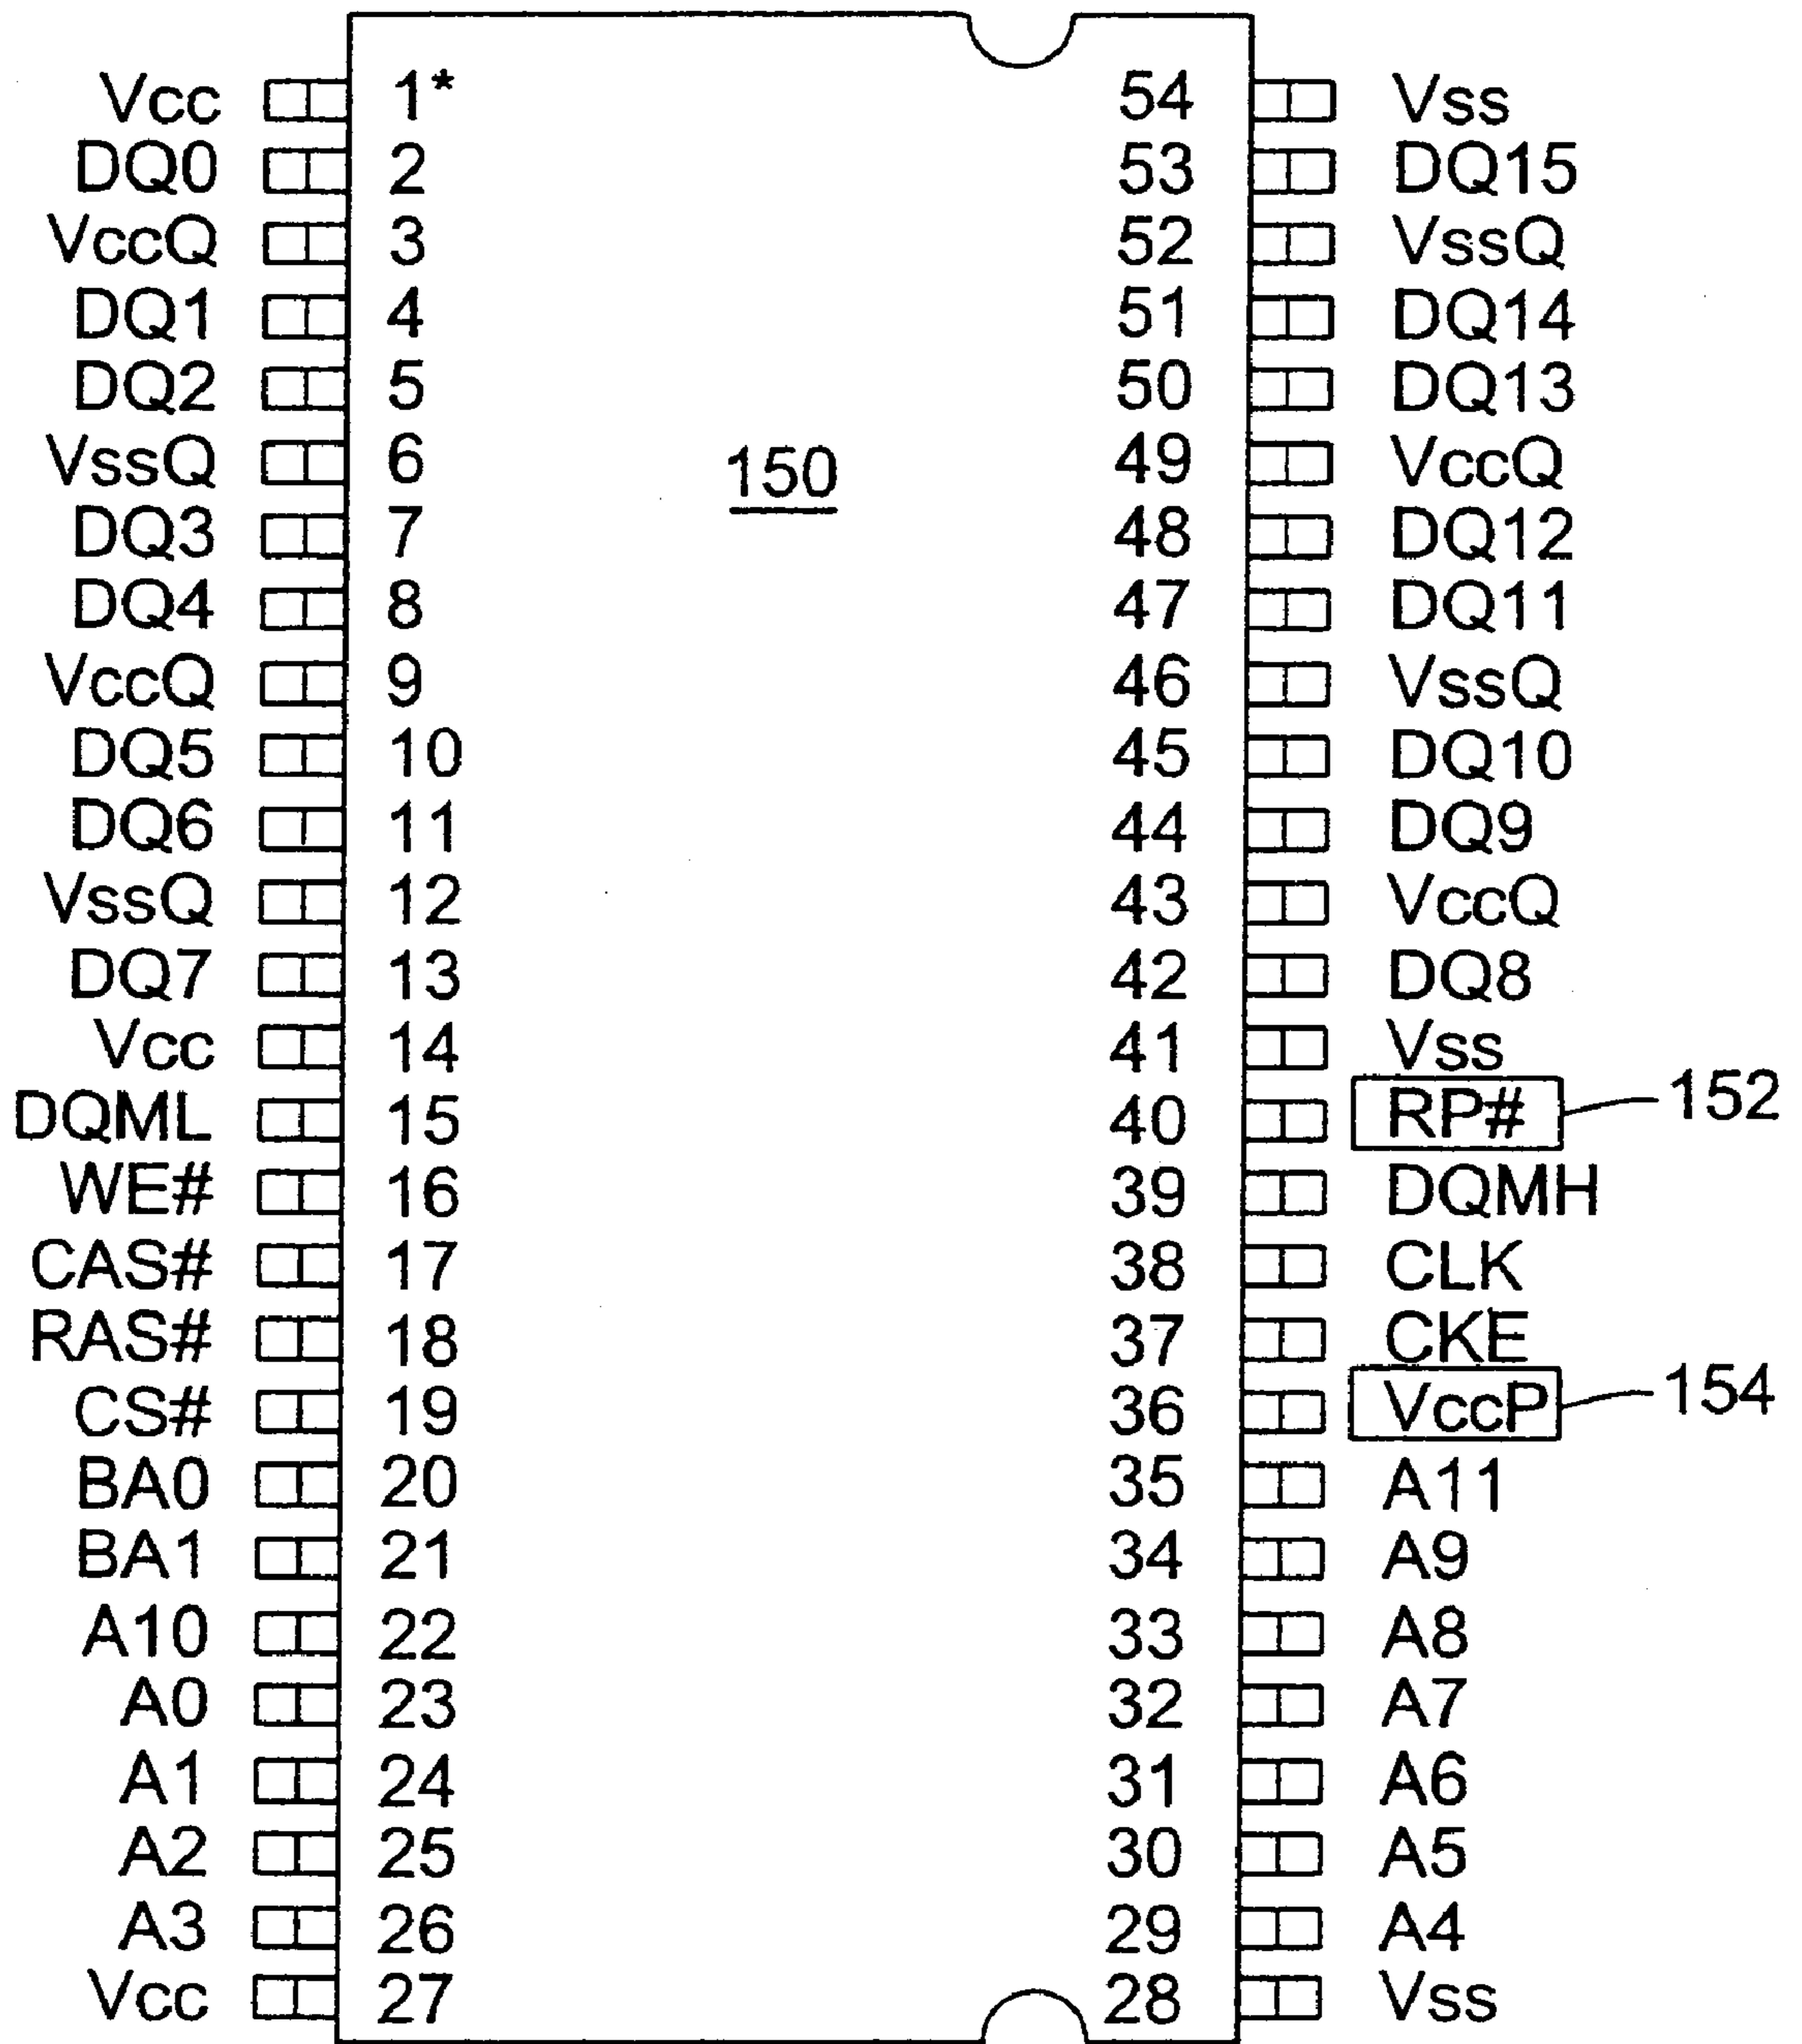 Vcc 1* 54 Vss
DQ0 2 53 DQ15
VccQ 3 52 VssQ
DQ1 4 51 DQ14
DQ2 5 50 DQ13
VssQ 6 150 49 VccQ
DQ3 7 48 DQ12
DQ4 8 47 DQ11
VccQ 9 46 VssQ
DQ5 10 45 DQ10
DQ6 11 44 DQ9
VssQ 12 43 VccQ
DQ7 13 42 DQ8
Vcc 14 41 Vss
DQML 15 40 RP# 152
WE# 16 39 DQMH
CAS# 17 38 CLK
RAS# 18 37 CKE
CS# 19 36 VccP 154
BA0 20 35 A11
BA1 21 34 A9
A10 22 33 A8
A0 23 32 A7
A1 24 31 A6
A2 25 30 A5
A3 26 29 A4
Vcc 27 28 Vss